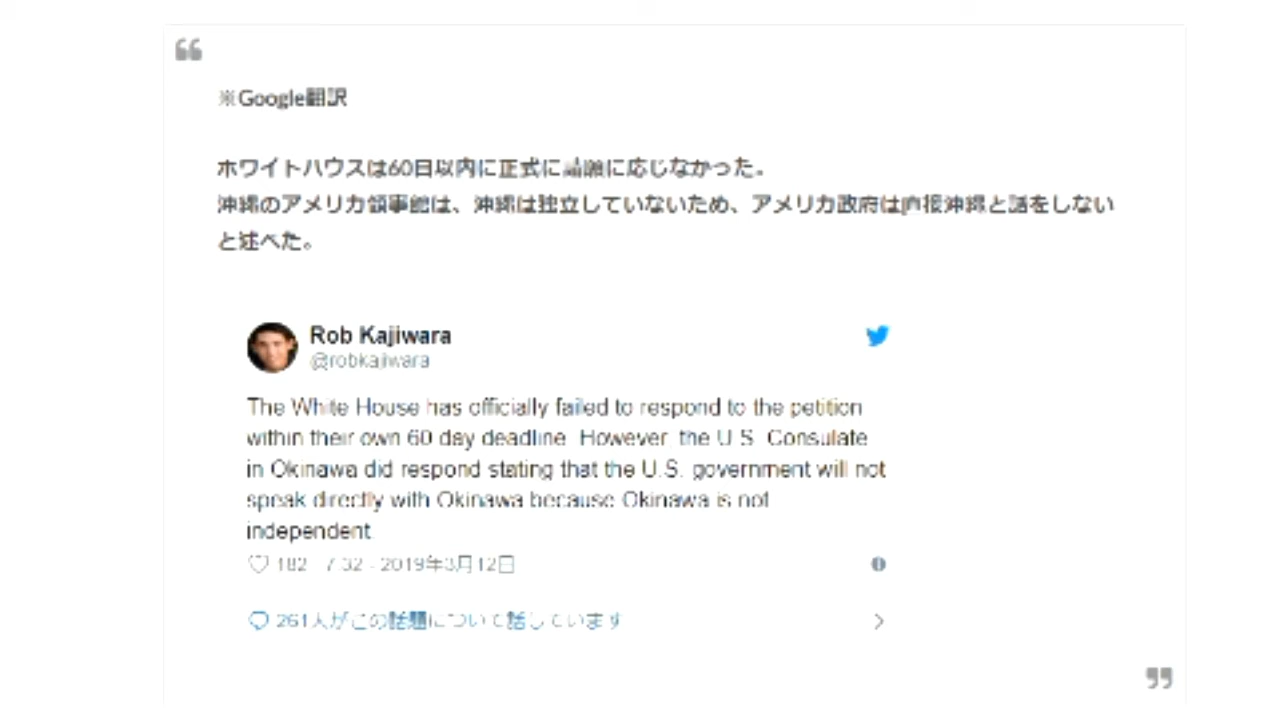 ※Google翻訳
ホワイトハウスは60日以内に正式に請願に応じなかった。
沖縄のアメリカ領事館は、沖縄は独立していないため、アメリカ政府は直接沖縄と話をしない
と述べた。
Rob Kajiwara
@robkajiwara
The White House has officially failed to respond to the petition
within their own 60 day deadline. However, the U.S. Consulate
in Okinawa did respond stating that the U.S. government will not
speak directly with Okinawa because Okinawa is not
independent.
182 7:32 - 2019年3月12日
261人がこの話題について話しています